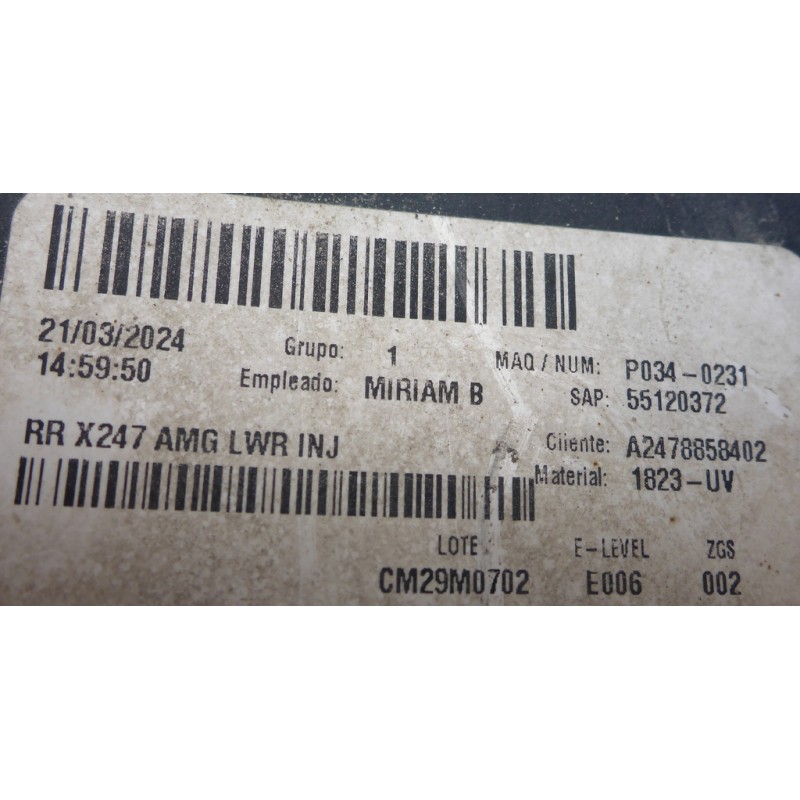 21/03/2024 Grupo: 1 MAQ / NUM: P034-0231
14:59:50 Empleado: MIRIAM B SAP: 55120372
RR X247 AMG LWR INJ Cliente: A2478858402
Material: 1823-UV
LOTE: E-LEVEL ZGS
CM29M0702 E006 002